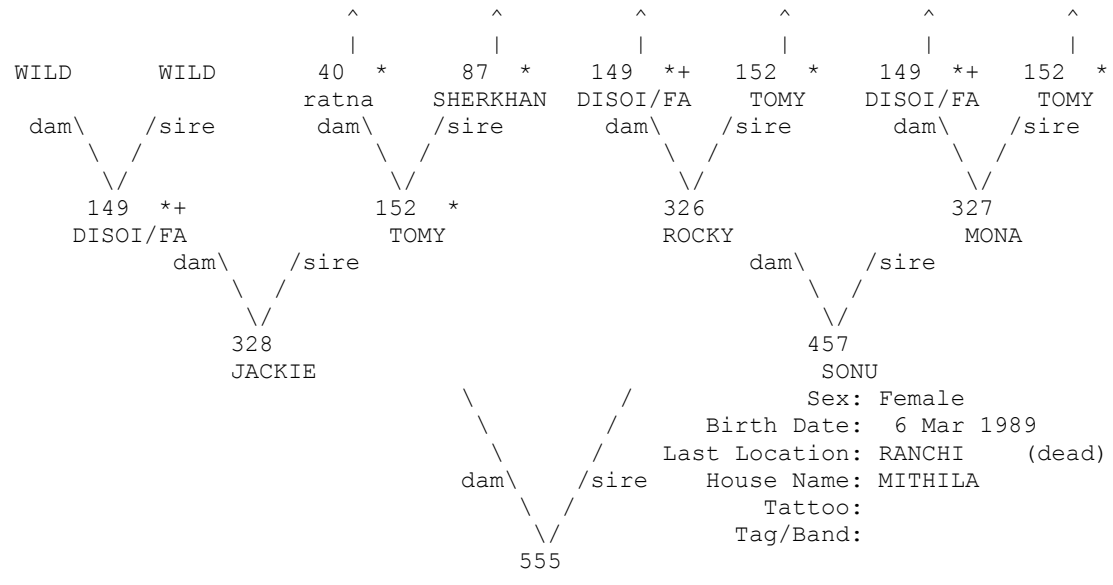 ^ ^ ^ ^ ^ ^
| | | | | |
WILD WILD 40 * 87 * 149 *+ 152 * 149 *+ 152 *
ratna SHERKHAN DISOI/FA TOMY DISOI/FA TOMY
dam\ /sire dam\ /sire dam\ /sire dam\ /sire
\ / \ / \ / \ /
\/ \/ \/ \/
149 *+ 152 * 326 327
DISOI/FA TOMY ROCKY MONA
dam\ /sire dam\ /sire
\ / \ /
\/ \/
328 457
JACKIE SONU
\ / Sex: Female
\ / Birth Date: 6 Mar 1989
\ / Last Location: RANCHI (dead)
dam\ /sire House Name: MITHILA
\ / Tattoo:
\/ Tag/Band:
555